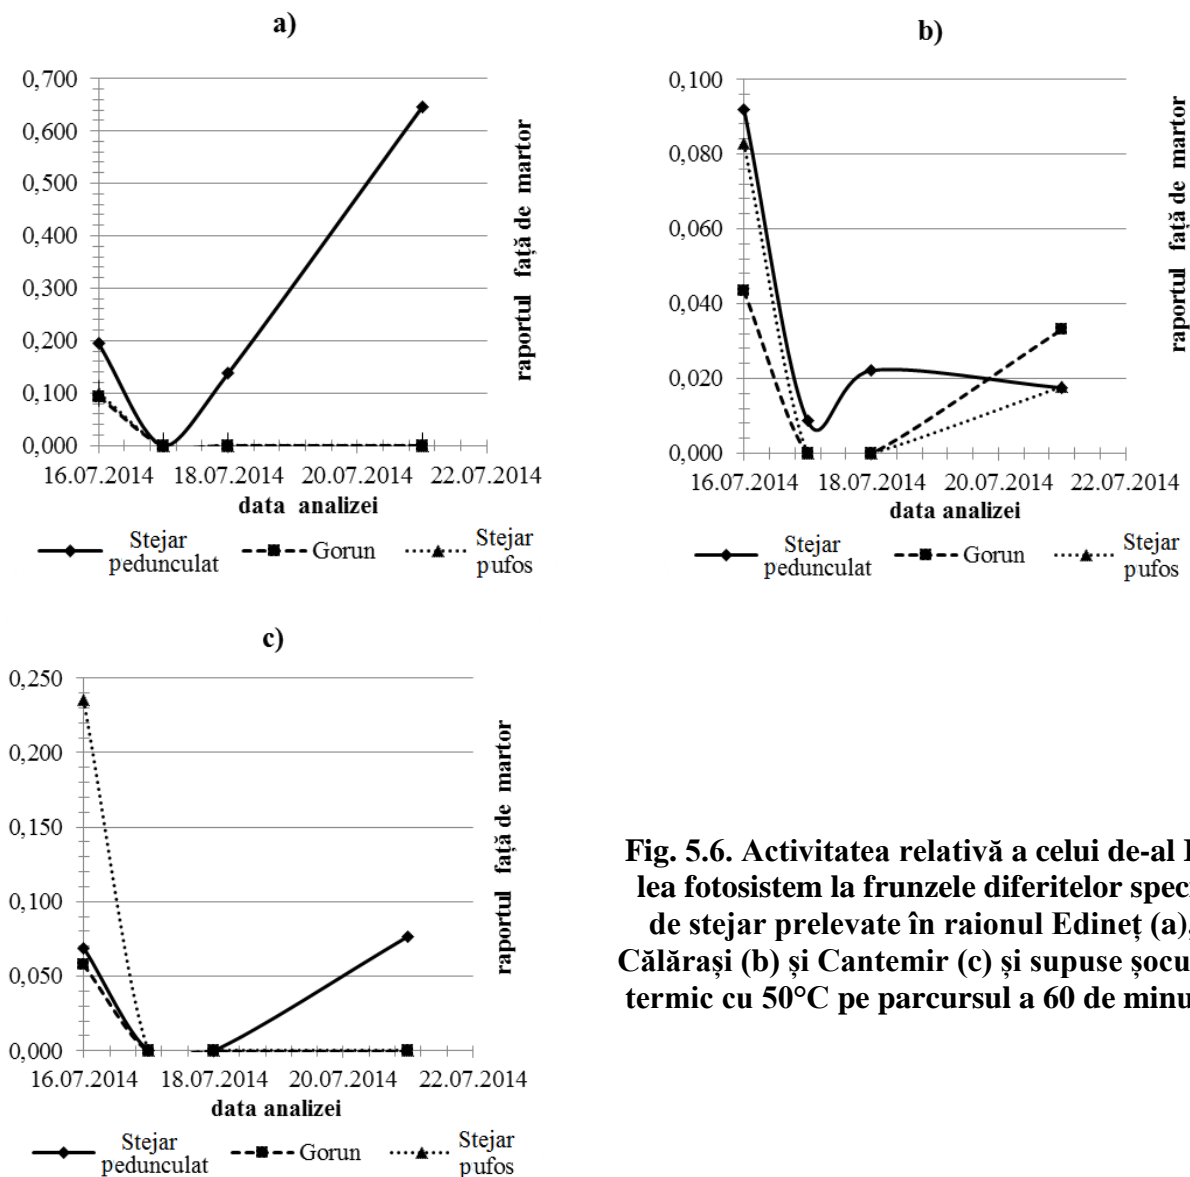 a)
0,700
0,600
0,500
0,400
0,300
0,200
0,100
0,000
16.07.2014 18.07.2014 20.07.2014 22.07.2014
data analizei
raportul față de martor
Stejar pedunculat
Gorun
Stejar pufos
b)
0,100
0,080
0,060
0,040
0,020
0,000
16.07.2014 18.07.2014 20.07.2014 22.07.2014
data analizei
raportul față de martor
Stejar pedunculat
Gorun
Stejar pufos
c)
0,250
0,200
0,150
0,100
0,050
0,000
16.07.2014 18.07.2014 20.07.2014 22.07.2014
data analizei
raportul față de martor
Stejar pedunculat
Gorun
Stejar pufos
Fig. 5.6. Activitatea relativă a celui de-al
lea fotosistem la frunzele diferitelor
de stejar prelevate în raionul Edineț (a),
Călărași (b) și Cantemir (c) și supuse
termic cu 50°C pe parcursul a 60 de